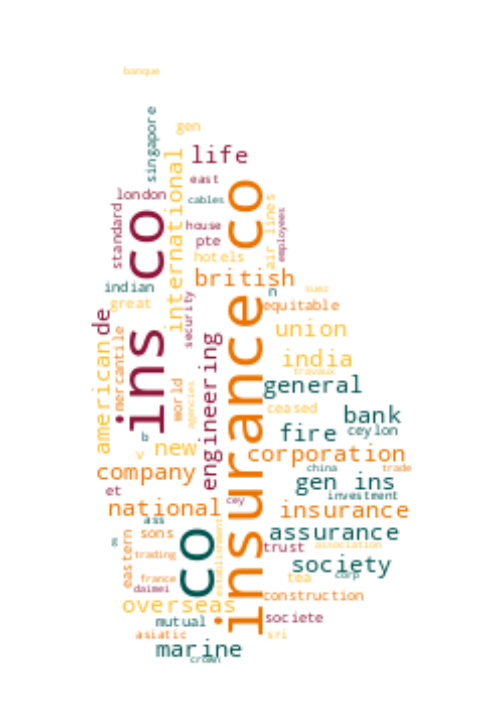 banque
singapore
gen
life
international
east
london
cables
standard
ins co
insurance co
air lines
employees
house
pte
hotels
british
indian
n
suez
great
security
equitable
de
american
mercantile
engineering
union
india
travaux
general
world
agencies
ceased
bank
fire
ceylon
b
v
new
corporation
company
china
trade
gen ins
et
investment
national
cey
insurance
ass
co
establishment
assurance
sons
eastern
trading
trust
association
society
france
tea
corp
daimei
construction
overseas
mutual
societe
asiatic
sri
marine
crown